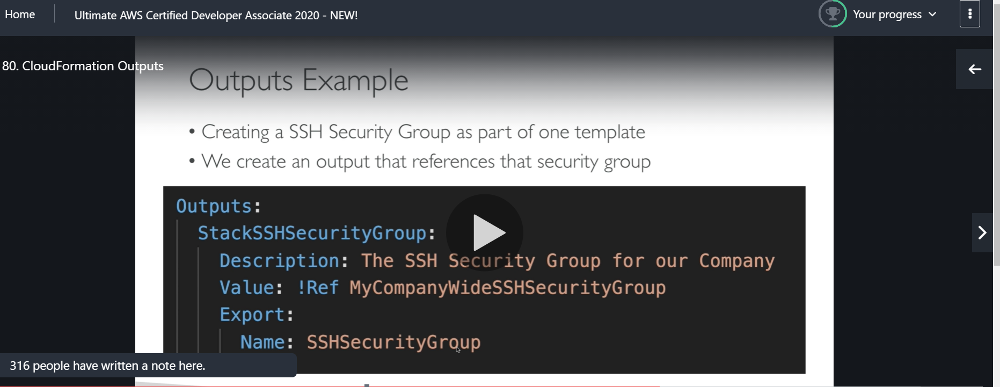 Home
Ultimate AWS Certified Developer Associate 2020 - NEW!
Your progress
80. CloudFormation Outputs
Outputs Example
• Creating a SSH Security Group as part of one template
• We create an output that references that security group
Outputs:
StackSSHSecurityGroup:
Description: The SSH Security Group for our Company
Value: !Ref MyCompanyWideSSHSecurityGroup
Export:
Name: SSHSecurityGroup
316 people have written a note here.